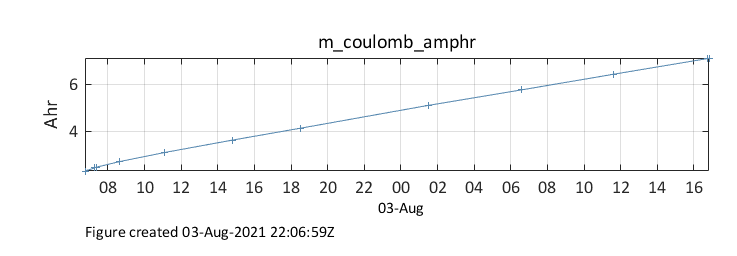 m_coulomb_amphr
Ahr
6
4
08 10 12 14 16 18 20 22 00 02 04 06 08 10 12 14 16
03-Aug
Figure created 03-Aug-2021 22:06:59Z